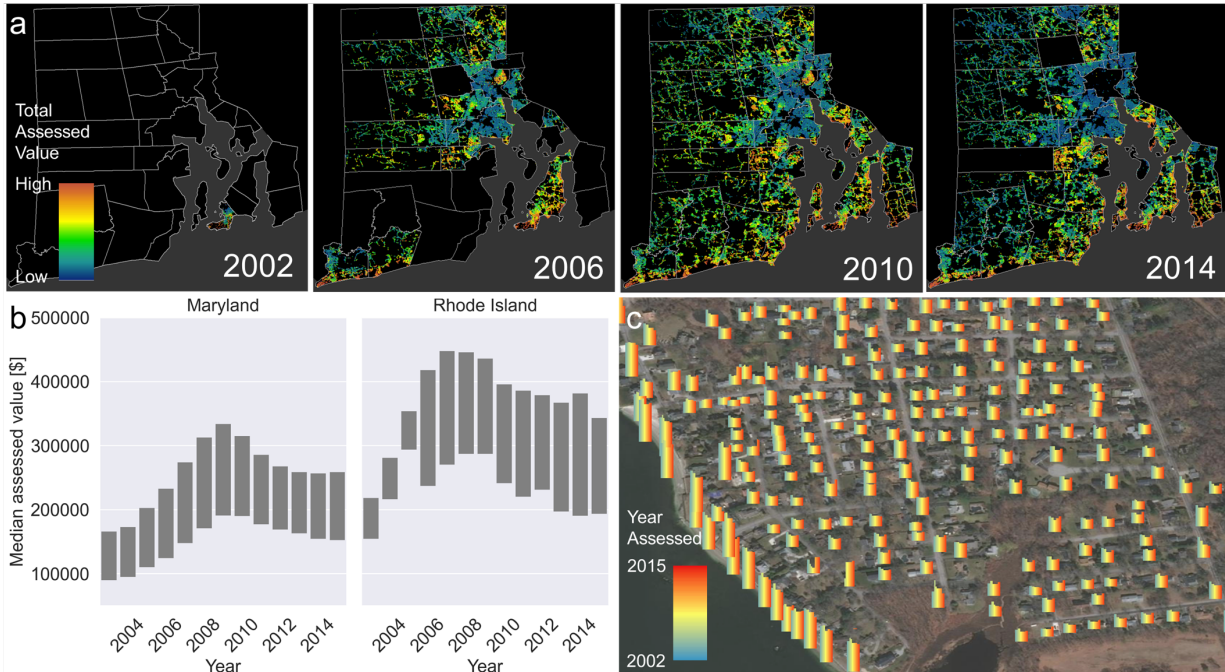 a
Total
Assessed
Value
High
Low
2002
2006
2010
2014
b
Maryland
Rhode Island
Median assessed value [$]
500000
400000
300000
200000
100000
2004
2006
2008
2010
2012
2014
Year
2004
2006
2008
2010
2012
2014
Year
c
Year
Assessed
2015
2002